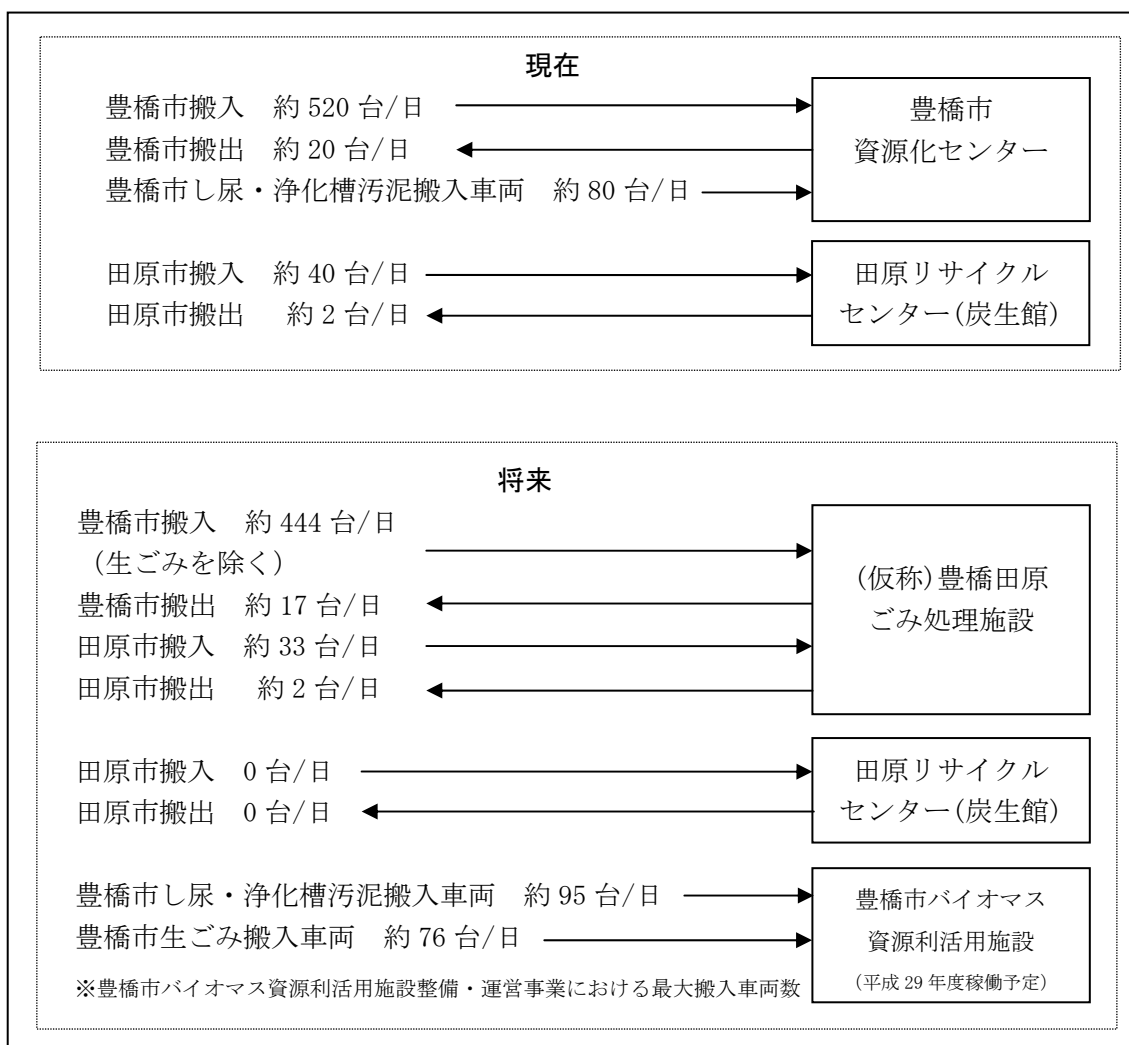 現在
豊橋市搬入 約 520 台/日
豊橋市搬出 約 20 台/日
豊橋市し尿・浄化槽汚泥搬入車両 約 80 台/日
豊橋市
資源化センター
田原市搬入 約 40 台/日
田原市搬出 約 2 台/日
田原リサイクル
センター(炭生館)
将来
豊橋市搬入 約 444 台/日
(生ごみを除く)
豊橋市搬出 約 17 台/日
田原市搬入 約 33 台/日
田原市搬出 約 2 台/日
(仮称)豊橋田原
ごみ処理施設
田原市搬入 0 台/日
田原市搬出 0 台/日
田原リサイクル
センター(炭生館)
豊橋市し尿・浄化槽汚泥搬入車両 約 95 台/日
豊橋市生ごみ搬入車両 約 76 台/日
※豊橋市バイオマス資源利活用施設整備・運営事業における最大搬入車両数
豊橋市バイオマス
資源利活用施設
(平成 29 年度稼働予定)